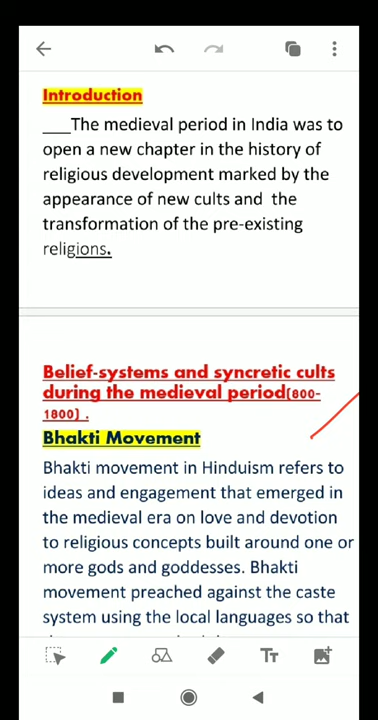 Introduction
___The medieval period in India was to
open a new chapter in the history of
religious development marked by the
appearance of new cults and the
transformation of the pre-existing
religions.
Belief-systems and syncretic cults
during the medieval period(800-
1800) .
Bhakti Movement
Bhakti movement in Hinduism refers to
ideas and engagement that emerged in
the medieval era on love and devotion
to religious concepts built around one or
more gods and goddesses. Bhakti
movement preached against the caste
system using the local languages so that
Tт